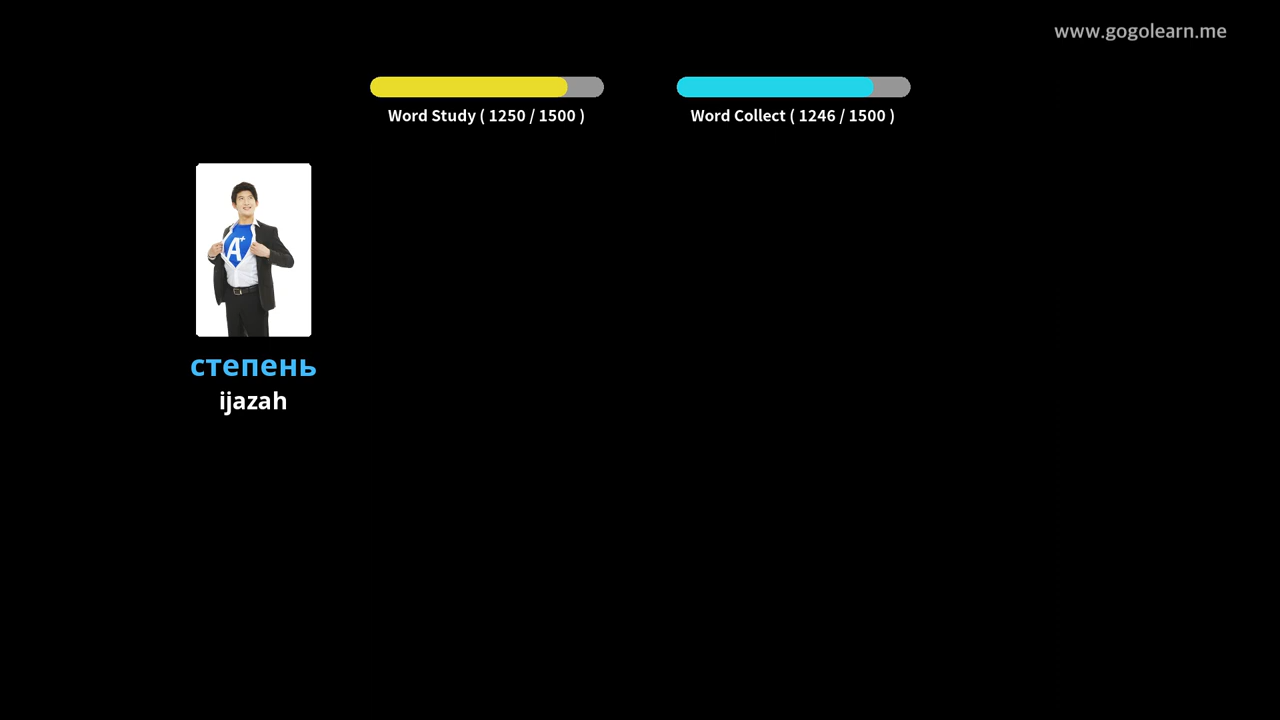 www.gogolearn.me
Word Study ( 1250 / 1500 )
Word Collect ( 1246 / 1500 )
A+
степень
ijazah